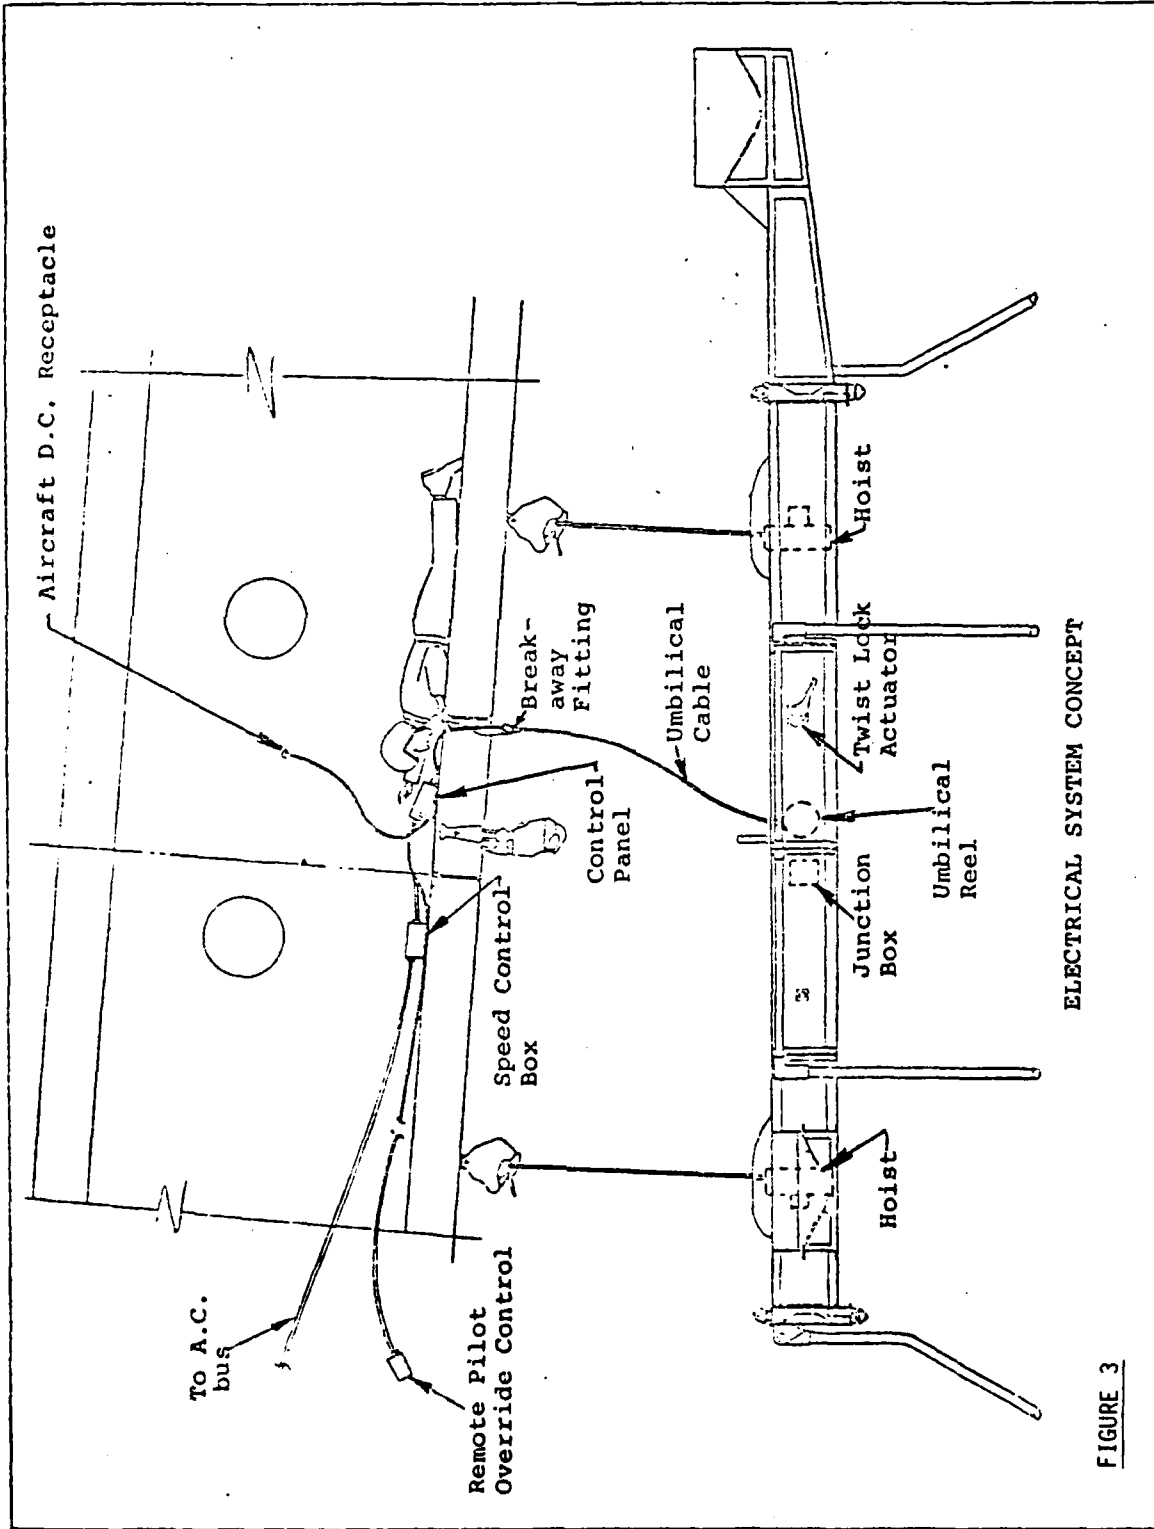 Aircraft D.C. Receptacle
To A.C.
bus
Remote Pilot
Override Control
Speed Control
Box
Control
Panel
Break-
away
Fitting
Umbilical
Cable
Hoist
Junction
Box
Umbilical
Reel
Twist Lock
Actuator
Hoist
ELECTRICAL SYSTEM CONCEPT
FIGURE 3